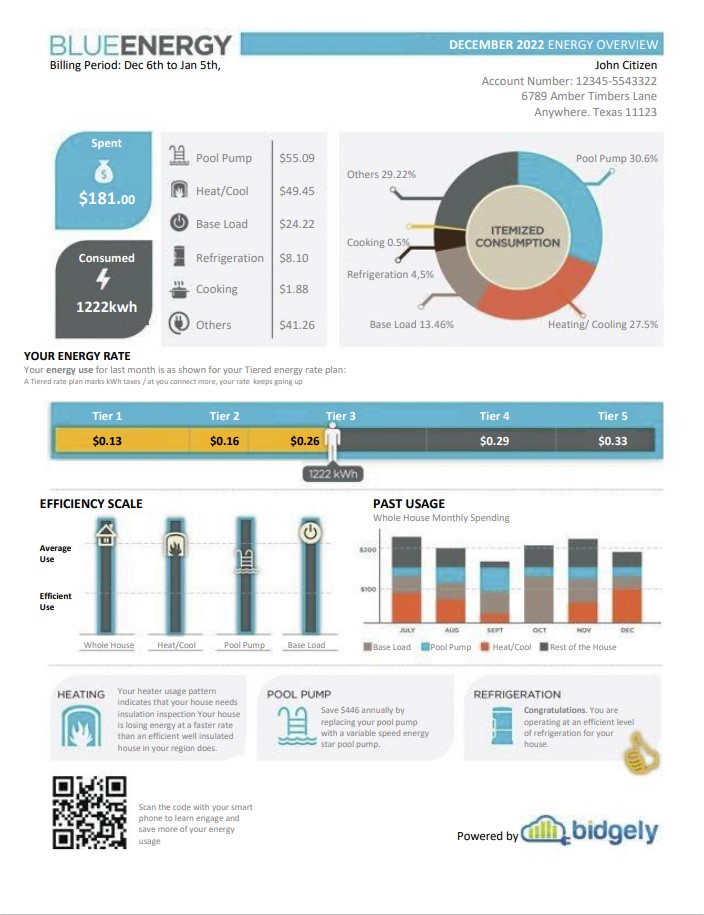 BLUEENERGY
DECEMBER 2022 ENERGY OVERVIEW
Billing Period: Dec 6th to Jan 5th,
John Citizen
Account Number: 12345-5543322
6789 Amber Timbers Lane
Anywhere. Texas 11123
Spent
$181.00
Consumed
1222kwh
Pool Pump $55.09
Heat/Cool $49.45
Base Load $24.22
Refrigeration $8.10
Cooking $1.88
Others $41.26
Pool Pump 30.6%
Others 29.22%
ITEMIZED
CONSUMPTION
Cooking 0.5%
Refrigeration 4,5%
Base Load 13.46%
Heating/ Cooling 27.5%
YOUR ENERGY RATE
Your energy use for last month is as shown for your Tiered energy rate plan:
A Tiered rate plan marks kWh taxes / at you connect more, your rate keeps going up
Tier 1 Tier 2 Tier 3 Tier 4 Tier 5
$0.13 $0.16 $0.26 $0.29 $0.33
1222 kWh
EFFICIENCY SCALE
Average
Use
Efficient
Use
Whole House Heat/Cool Pool Pump Base Load
PAST USAGE
Whole House Monthly Spending
$200
$100
JULY AUG SEPT OCT NOV DEC
Base Load Pool Pump Heat/Cool Rest of the House
HEATING
Your heater usage pattern
indicates that your house needs
insulation inspection Your house
is losing energy at a faster rate
than an efficient well insulated
house in your region does.
POOL PUMP
Save $446 annually by
replacing your pool pump
with a variable speed energy
star pool pump.
REFRIGERATION
Congratulations. You are
operating at an efficient level
of refrigeration for your
house.
Scan the code with your smart
phone to learn engage and
save more of your energy
usage
Powered by bidgely